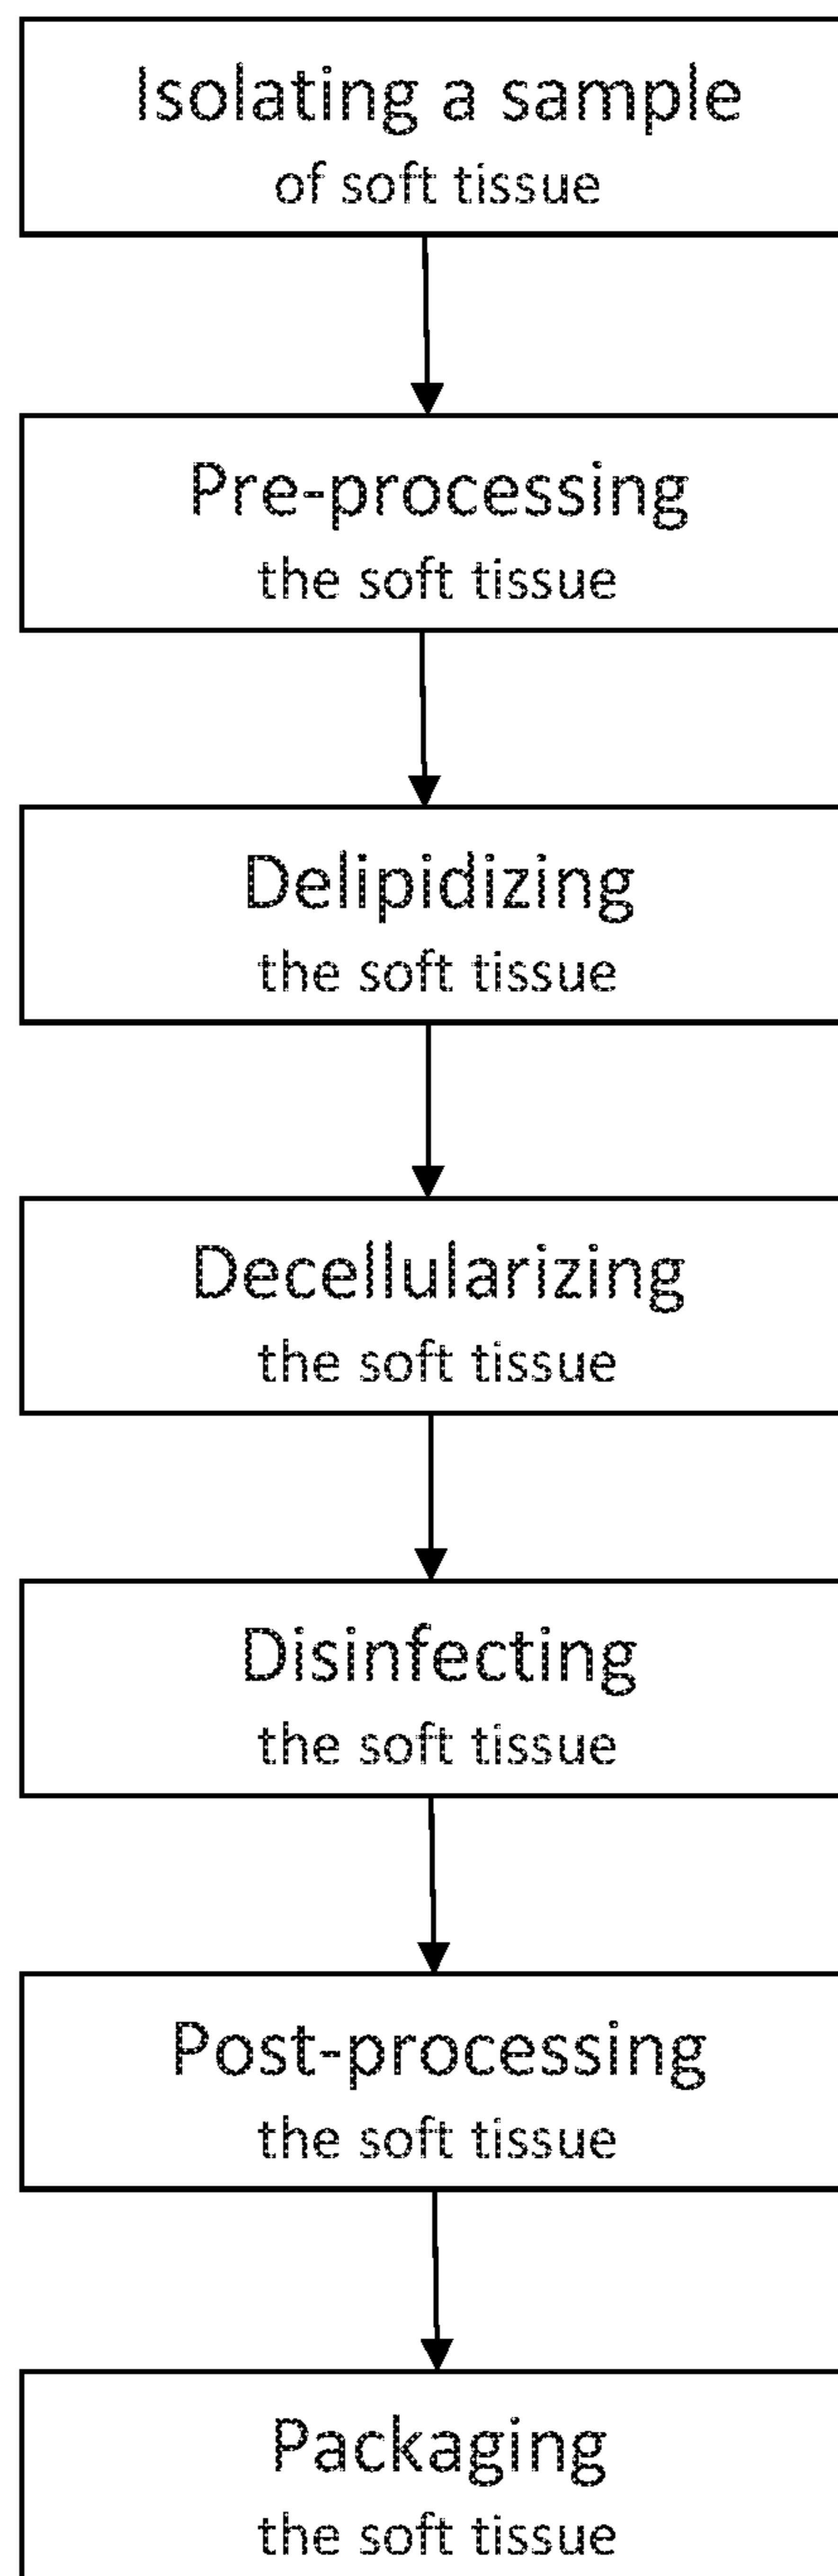 Isolating a sample
of soft tissue
Pre-processing
the soft tissue
Delipidizing
the soft tissue
Decellularizing
the soft tissue
Disinfecting
the soft tissue
Post-processing
the soft tissue
Packaging
the soft tissue